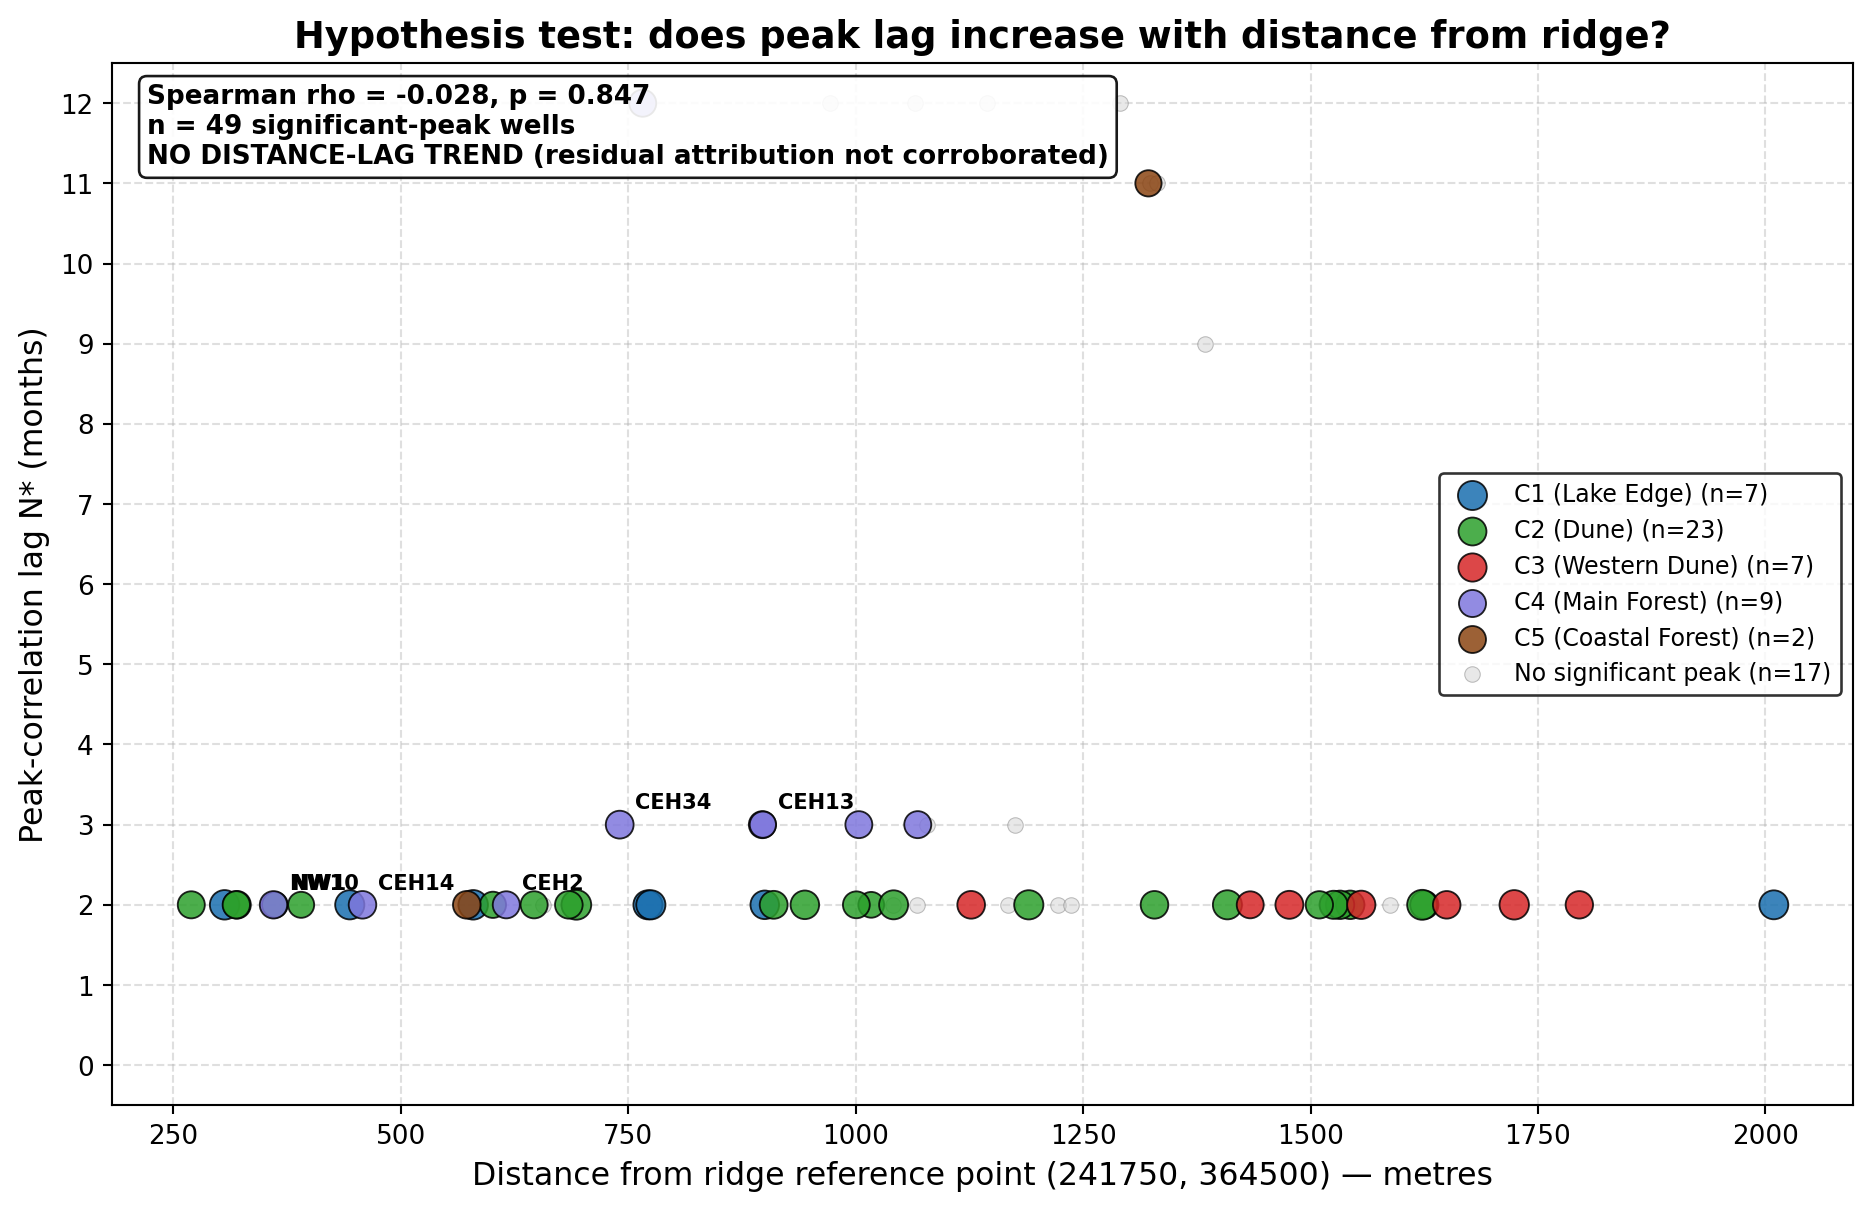 Hypothesis test: does peak lag increase with distance from ridge?
Spearman rho = -0.028, p = 0.847
n = 49 significant-peak wells
NO DISTANCE-LAG TREND (residual attribution not corroborated)
12
11
10
9
8
7
6
5
4
3
2
1
0
Peak-correlation lag N* (months)
C1 (Lake Edge) (n=7)
C2 (Dune) (n=23)
C3 (Western Dune) (n=7)
C4 (Main Forest) (n=9)
C5 (Coastal Forest) (n=2)
No significant peak (n=17)
CEH34
CEH13
NW10
CEH14
CEH2
250
500
750
1000
1250
1500
1750
2000
Distance from ridge reference point (241750, 364500) — metres